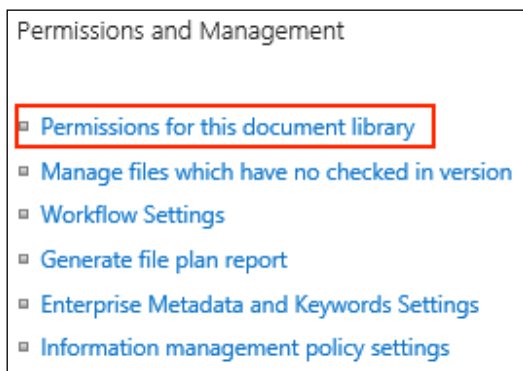 Permissions and Management
Permissions for this document library
Manage files which have no checked in version
Workflow Settings
Generate file plan report
Enterprise Metadata and Keywords Settings
Information management policy settings